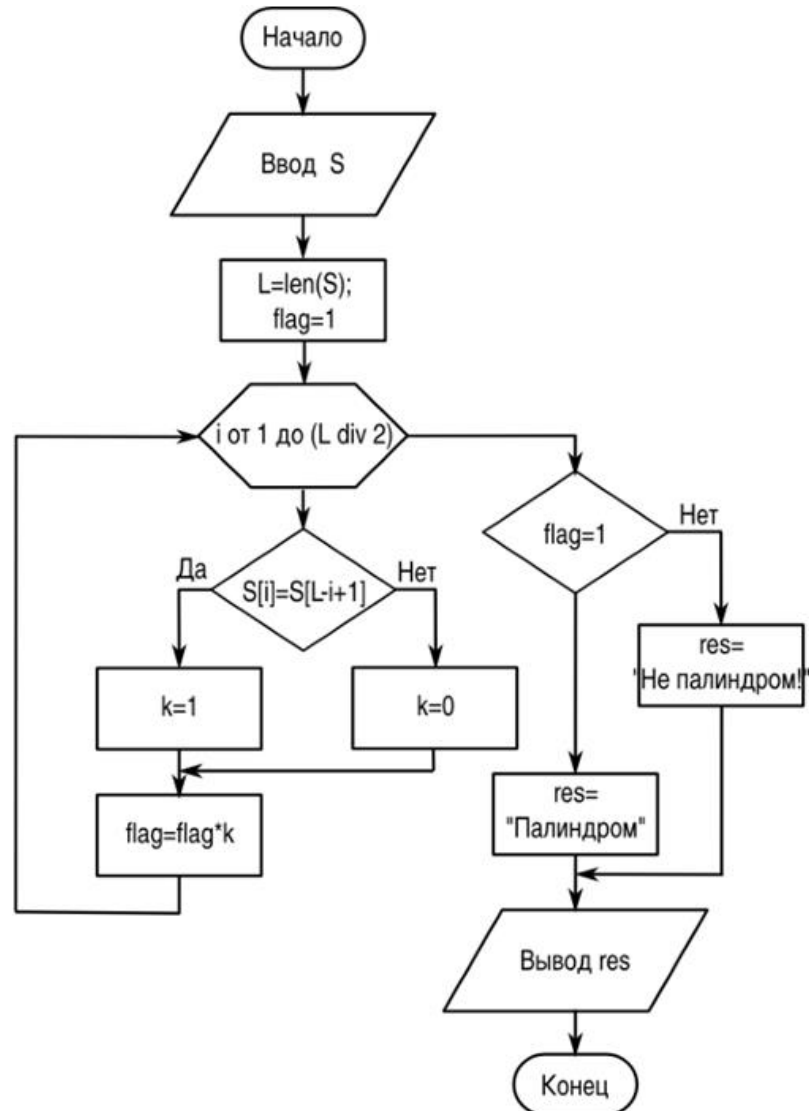 Начало
Ввод S
L=len(S);
flag=1
i от 1 до (L div 2)
flag=1
Нет
Да
S[i]=S[L-i+1]
Нет
res=
"Не палиндром!"
k=1
k=0
flag=flag*k
res=
"Палиндром"
Вывод res
Конец